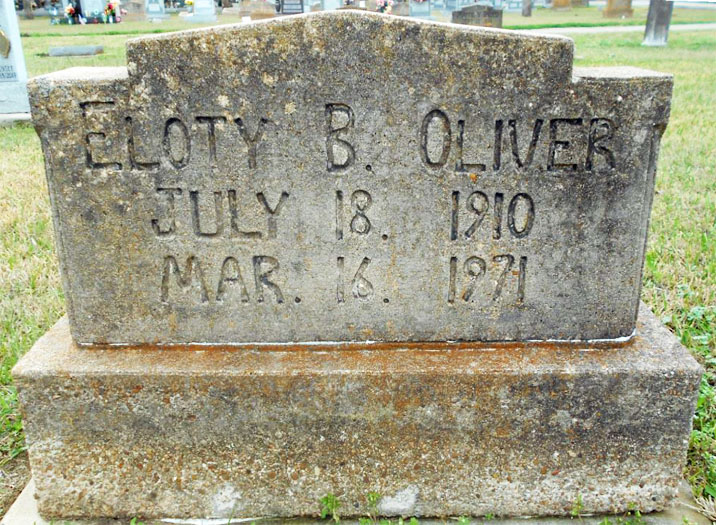 ELOTY B. OLIVER
JULY 18. 1910
MAR. 16. 1971